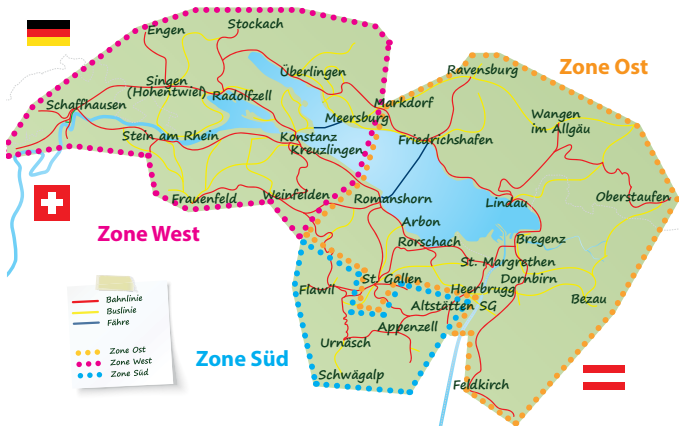 Stockach
Engen
Zone Ost
Überlingen
Ravensburg
Singen
(Hohentwiel)
Radolfzell
Markdorf
Schaffhausen
Meersburg
Wangen
im Allgäu
Stein am Rhein
Konstanz
Friedrichshafen
Kreuzlingen
Frauenfeld
Weinfelden
Romanshorn
Lindau
Oberstaufen
Arbon
Zone West
Rorschach
Bregenz
St. Margrethen
St. Gallen
Dornbirn
Flawil
Heerbrugg
Bezau
Altstätten SG
Bahnlinie
Buslinie
Fähre
Appenzell
Urnäsch
Zone Ost
Zone West
Zone Süd
Zone Süd
Schwägalp
Feldkirch